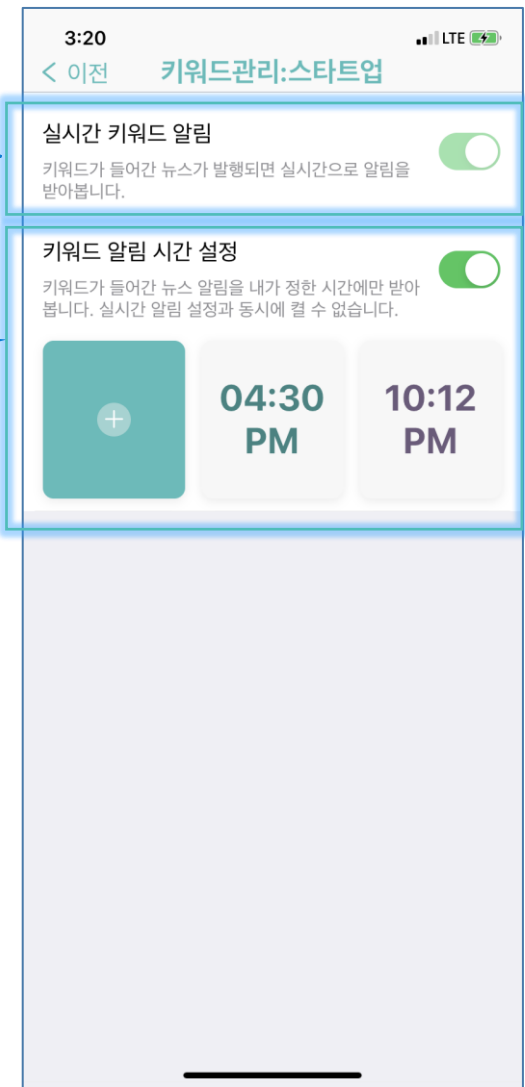 3:20 LTE
< 이전 키워드관리:스타트업
실시간 키워드 알림
키워드가 들어간 뉴스가 발행되면 실시간으로 알림을
받아봅니다.
키워드 알림 시간 설정
키워드가 들어간 뉴스 알림을 내가 정한 시간에만 받아
봅니다. 실시간 알림 설정과 동시에 켤 수 없습니다.
+
04:30
PM
10:12
PM